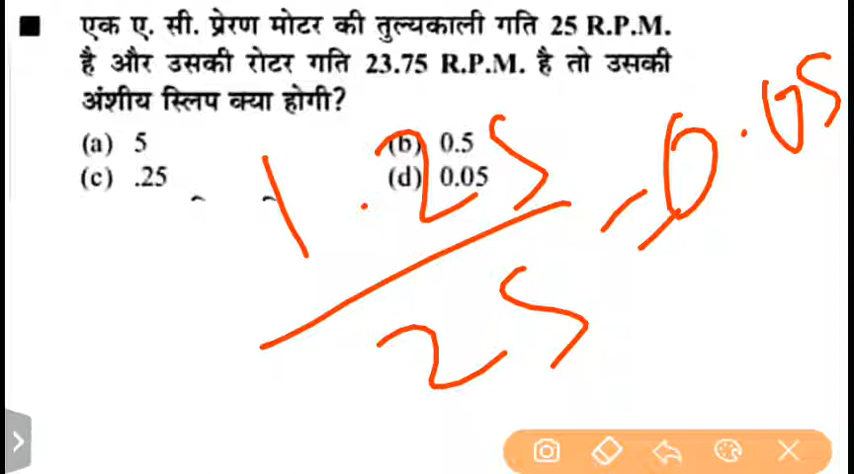 ■ एक ए. सी. प्रेरण मोटर की तुल्यकाली गति 25 R.P.M.
है और उसकी रोटर गति 23.75 R.P.M. है तो उसकी
अंशीय स्लिप क्या होगी?
(a) 5 (b) 0.5
(c) .25 (d) 0.05
1.25
25
=0.05